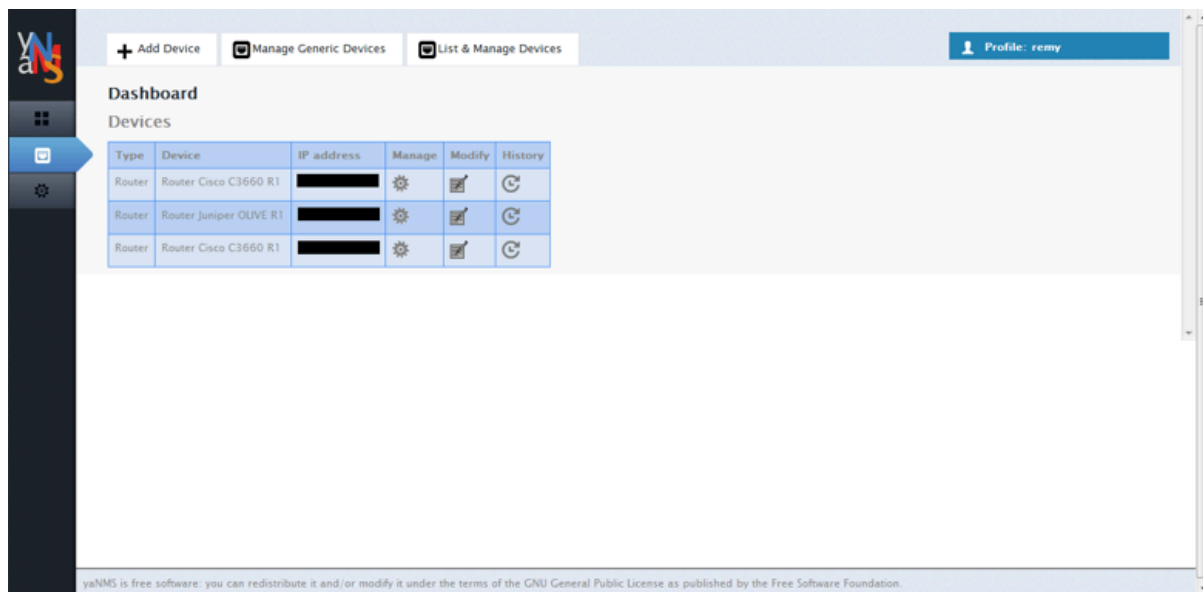 yaNMS
Add Device Manage Generic Devices List & Manage Devices Profile: remy
Dashboard
Devices
Type Device IP address Manage Modify History
Router Router Cisco C3660 R1
Router Router Juniper OLIVE R1
Router Router Cisco C3660 R1
yaNMS is free software: you can redistribute it and/or modify it under the terms of the GNU General Public License as published by the Free Software Foundation.